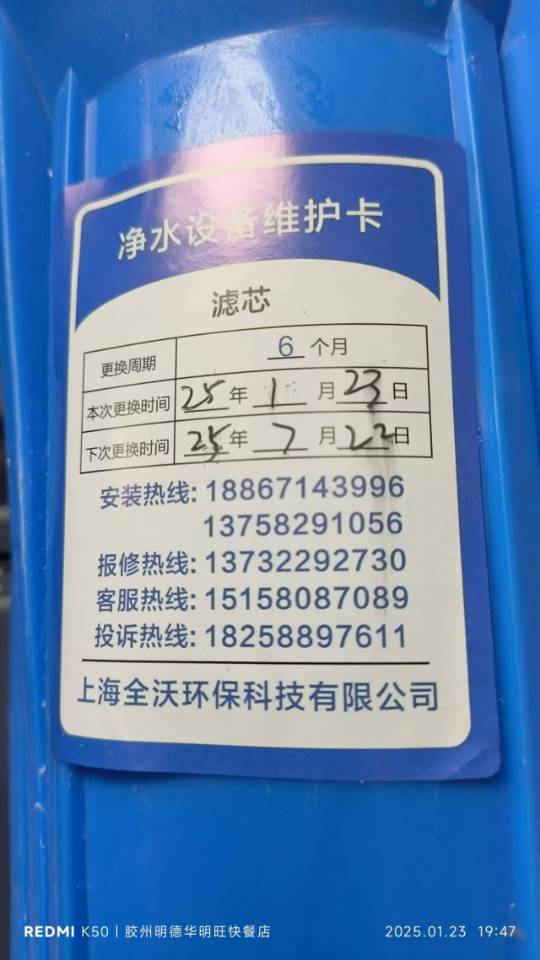 净水设备维护卡
滤芯
更换周期 6 个月
本次更换时间 25 年 1 月 23 日
下次更换时间 25 年 7 月 22 日
安装热线: 18867143996
13758291056
报修热线: 13732292730
客服热线: 15158087089
投诉热线: 18258897611
上海全沃环保科技有限公司
REDMI K50 | 胶州明德华明旺快餐店 2025.01.23 19:47